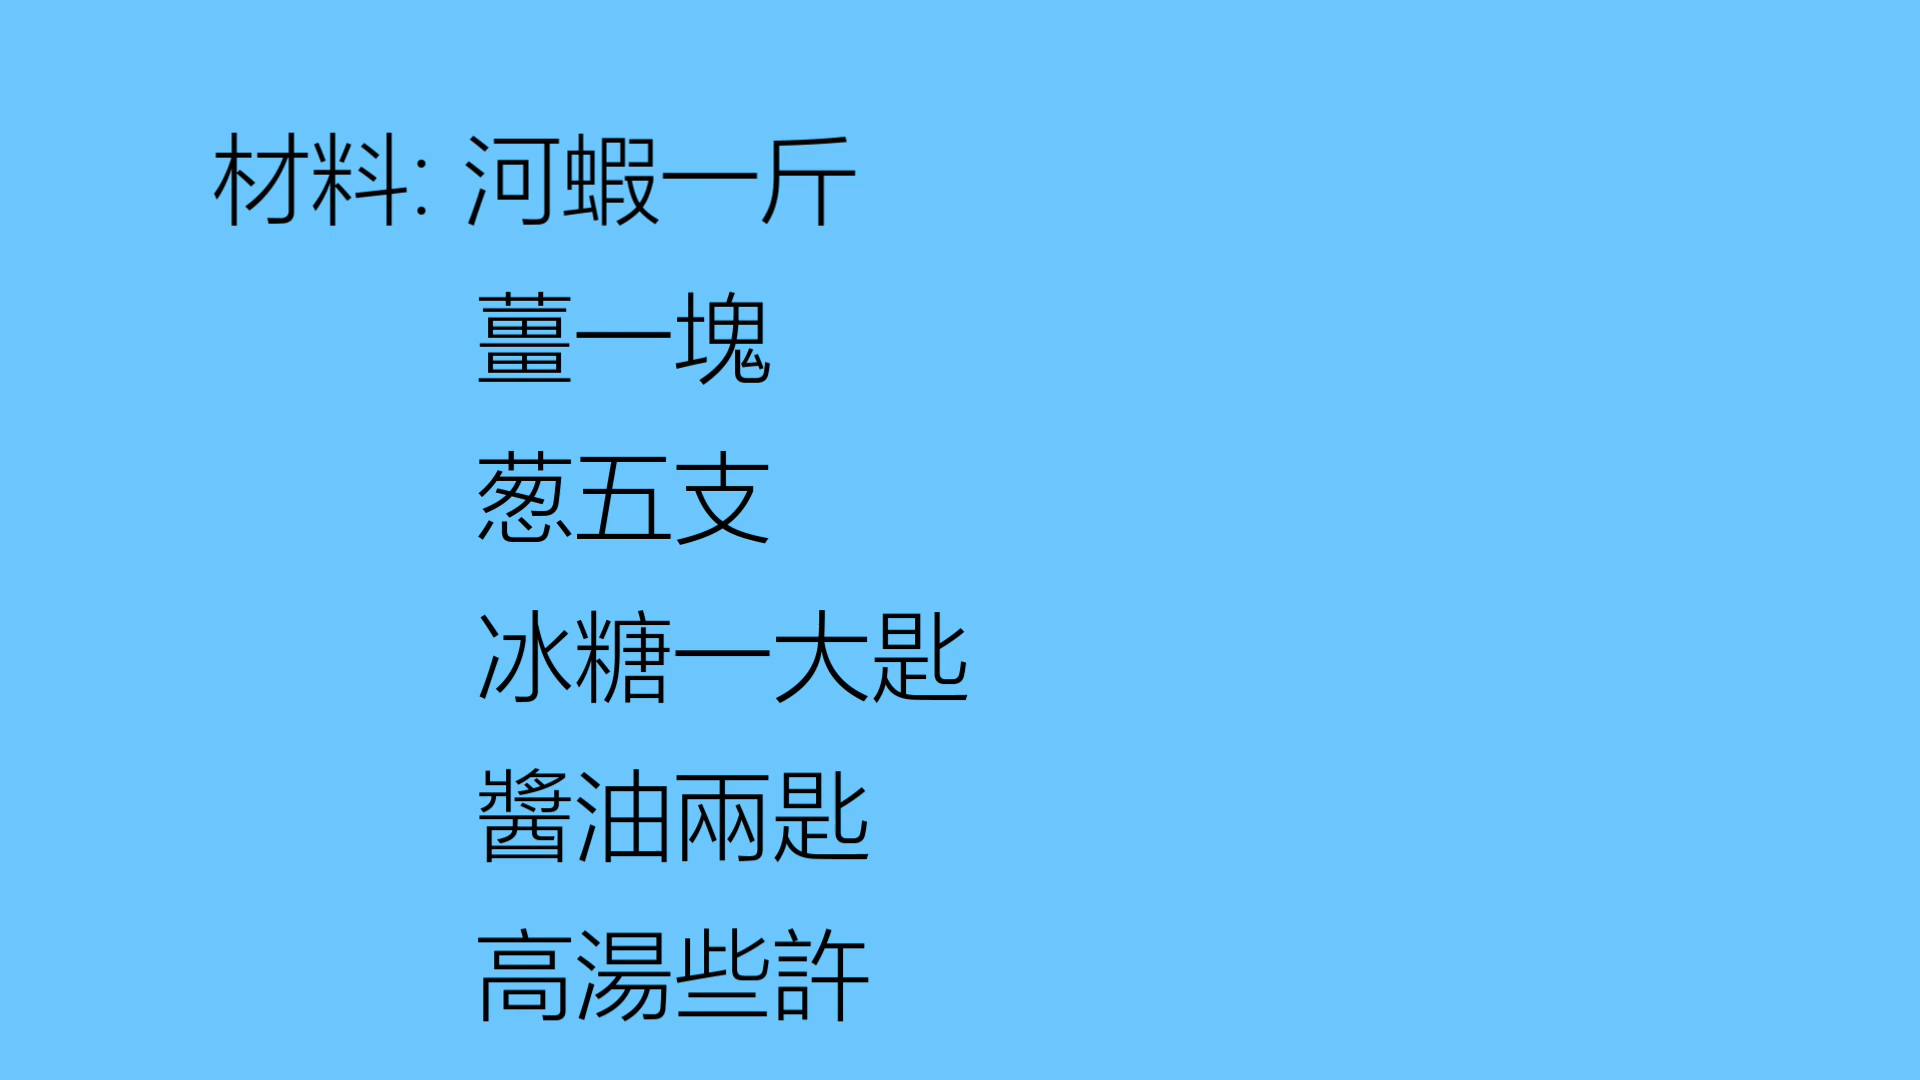 材料: 河蝦一斤
薑一塊
葱五支
冰糖一大匙
醬油兩匙
高湯些許